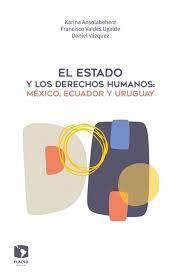 Karina Ansolabehere
Francisco Valdés Ugalde
Daniel Vázquez
EL ESTADO
Y LOS DERECHOS HUMANOS:
MÉXICO, ECUADOR Y URUGUAY
FLACSO